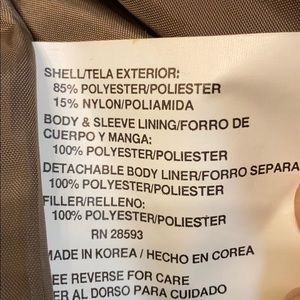 SHELL/TELA EXTERIOR:
85% POLYESTER/POLIESTER
15% NYLON/POLIAMIDA
BODY & SLEEVE LINING/FORRO DE
CUERPO Y MANGA:
100% POLYESTER/POLIESTER
DETACHABLE BODY LINER/FORRO SEPARA
100% POLYESTER/POLIESTER
FILLER/RELLENO:
100% POLYESTER/POLIESTER
RN 28593
MADE IN KOREA / HECHO EN COREA
EE REVERSE FOR CARE
ER AL DORSO PARA CUIDADO